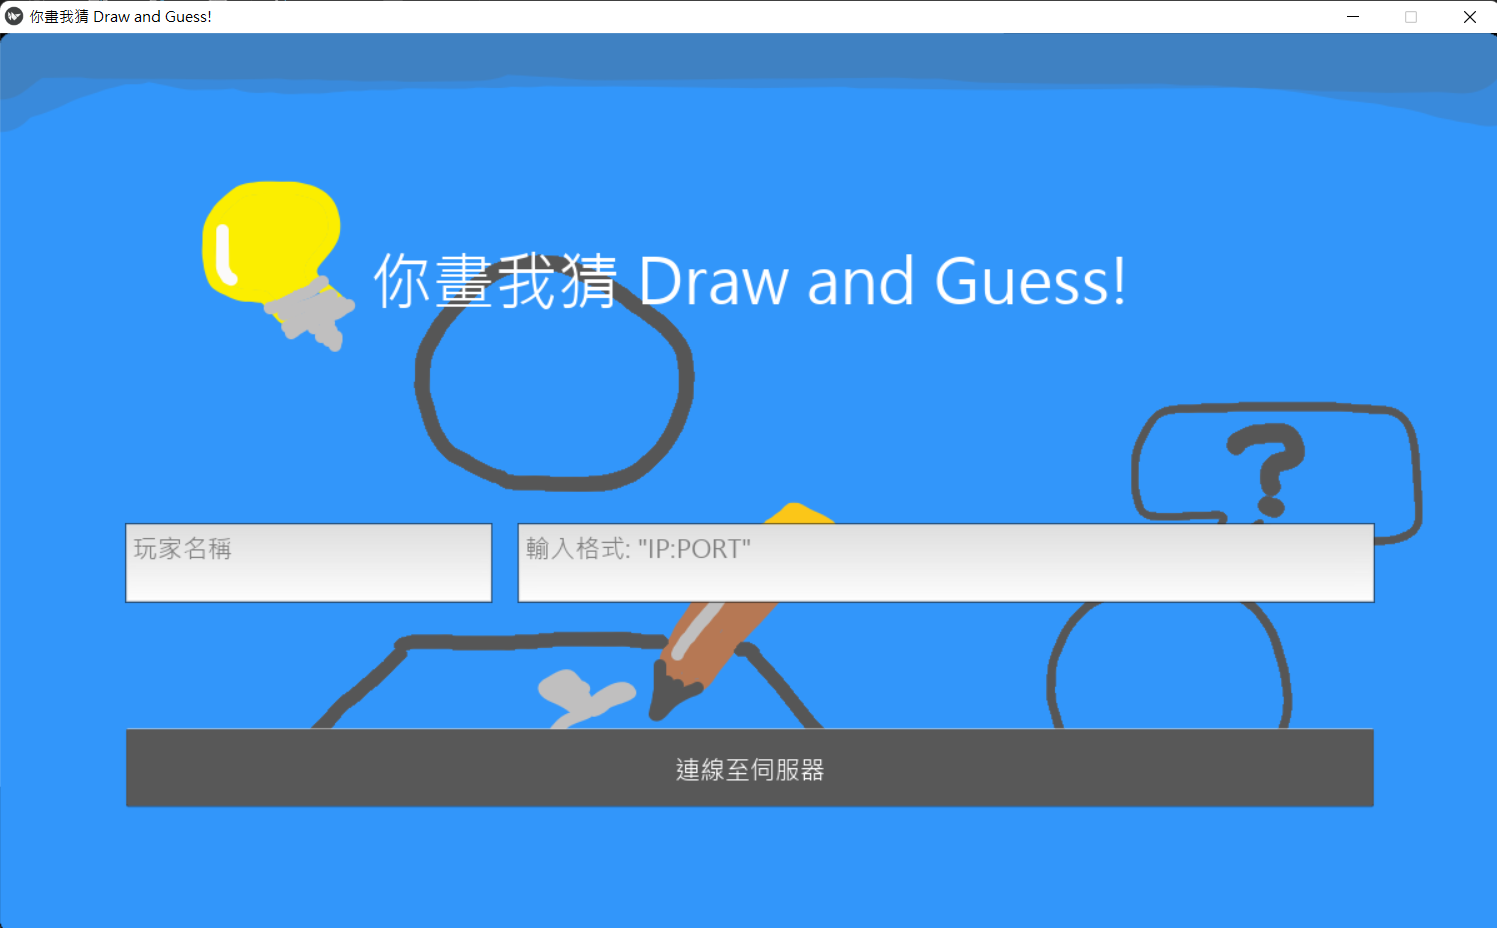 你畫我猜 Draw and Guess!
你畫我猜 Draw and Guess!
?
玩家名稱
輸入格式: "IP:PORT"
連線至伺服器